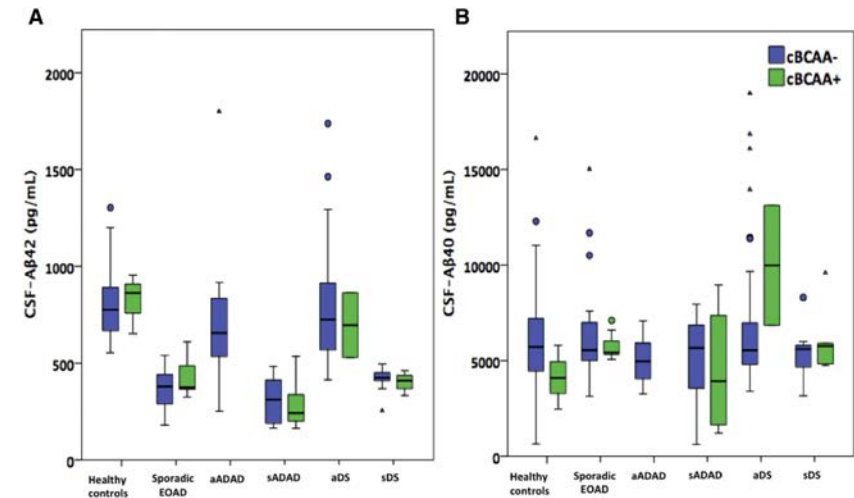 A
CSF-Aβ42 (pg/mL)
2000
1500
1000
500
0
Healthy
controls
Sporadic
EOAD
aADAD
sADAD
aDS
sDS
B
cBCAA-
cBCAA+
CSF-Aβ40 (pg/mL)
20000
15000
10000
5000
0
Healthy
controls
Sporadic
EOAD
aADAD
sADAD
aDS
sDS